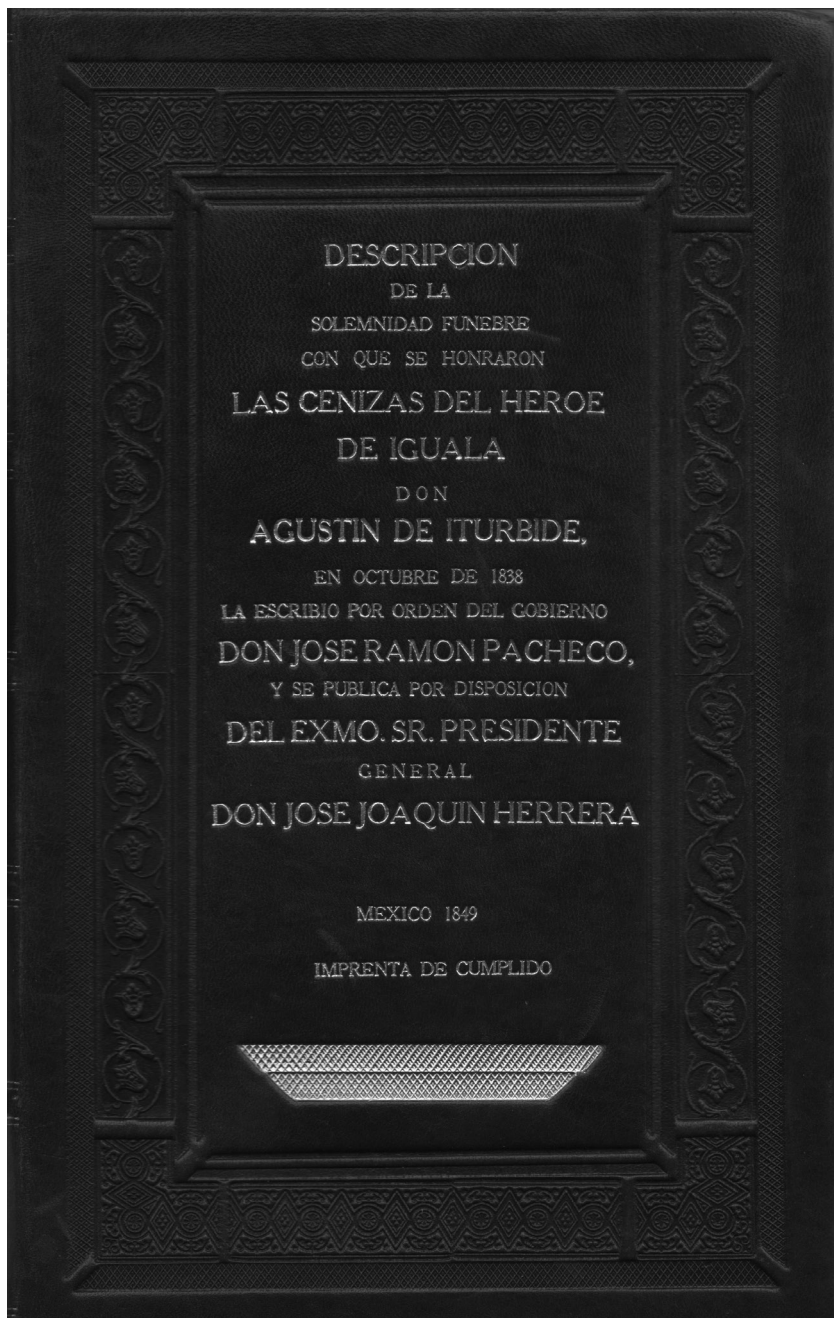 DESCRIPCION
DE LA
SOLEMNIDAD FUNEBRE
CON QUE SE HONRARON
LAS CENIZAS DEL HEROE
DE IGUALA
DON
AGUSTIN DE ITURBIDE,
EN OCTUBRE DE 1838
LA ESCRIBIO POR ORDEN DEL GOBIERNO
DON JOSE RAMON PACHECO,
Y SE PUBLICA POR DISPOSICION
DEL EXMO. SR. PRESIDENTE
GENERAL
DON JOSE JOAQUIN HERRERA
MEXICO 1849
IMPRENTA DE CUMPLIDO